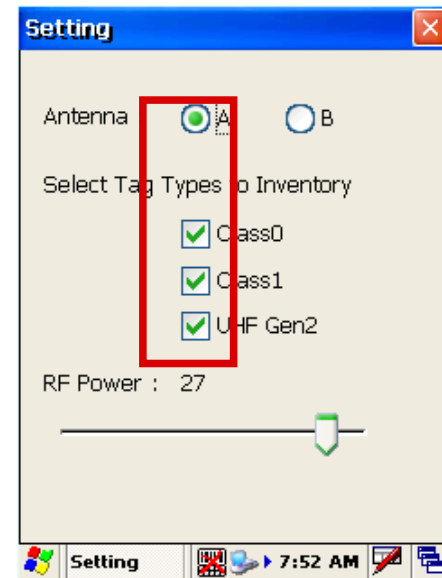 Setting
Antenna A B
Select Tag Types to Inventory
Class0
Class1
UHF Gen2
RF Power : 27
Setting 7:52 AM